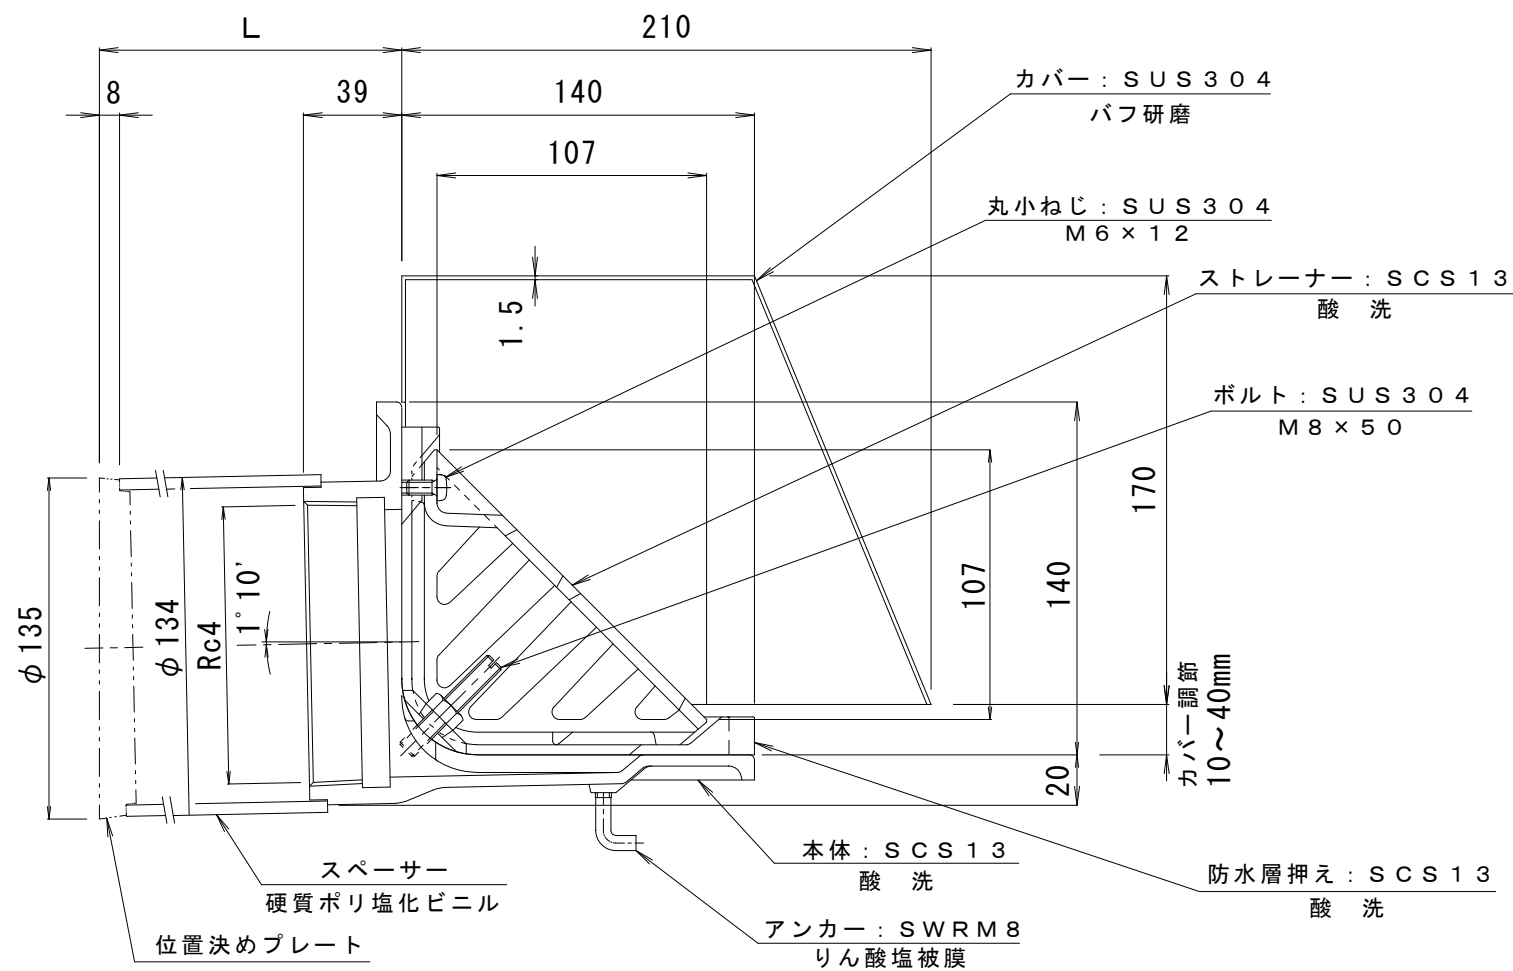 L
210
8
39
140
107
カバー：ＳＵＳ３０４
バフ研磨
丸小ねじ：ＳＵＳ３０４
Ｍ６×１２
ストレーナー：ＳＣＳ１３
酸　洗
1.5
ボルト：ＳＵＳ３０４
Ｍ８×５０
170
140
107
φ135
φ134
Rc4
1°10'
カバー調節
10～40mm
20
本体：ＳＣＳ１３
酸　洗
スペーサー
硬質ポリ塩化ビニル
防水層押え：ＳＣＳ１３
酸　洗
アンカー：ＳＷＲＭ８
りん酸塩被膜
位置決めプレート